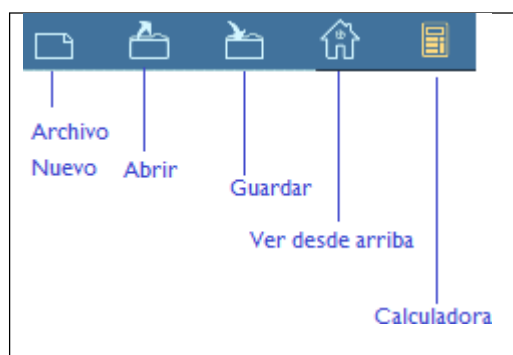 Archivo
Nuevo
Abrir
Guardar
Ver desde arriba
Calculadora